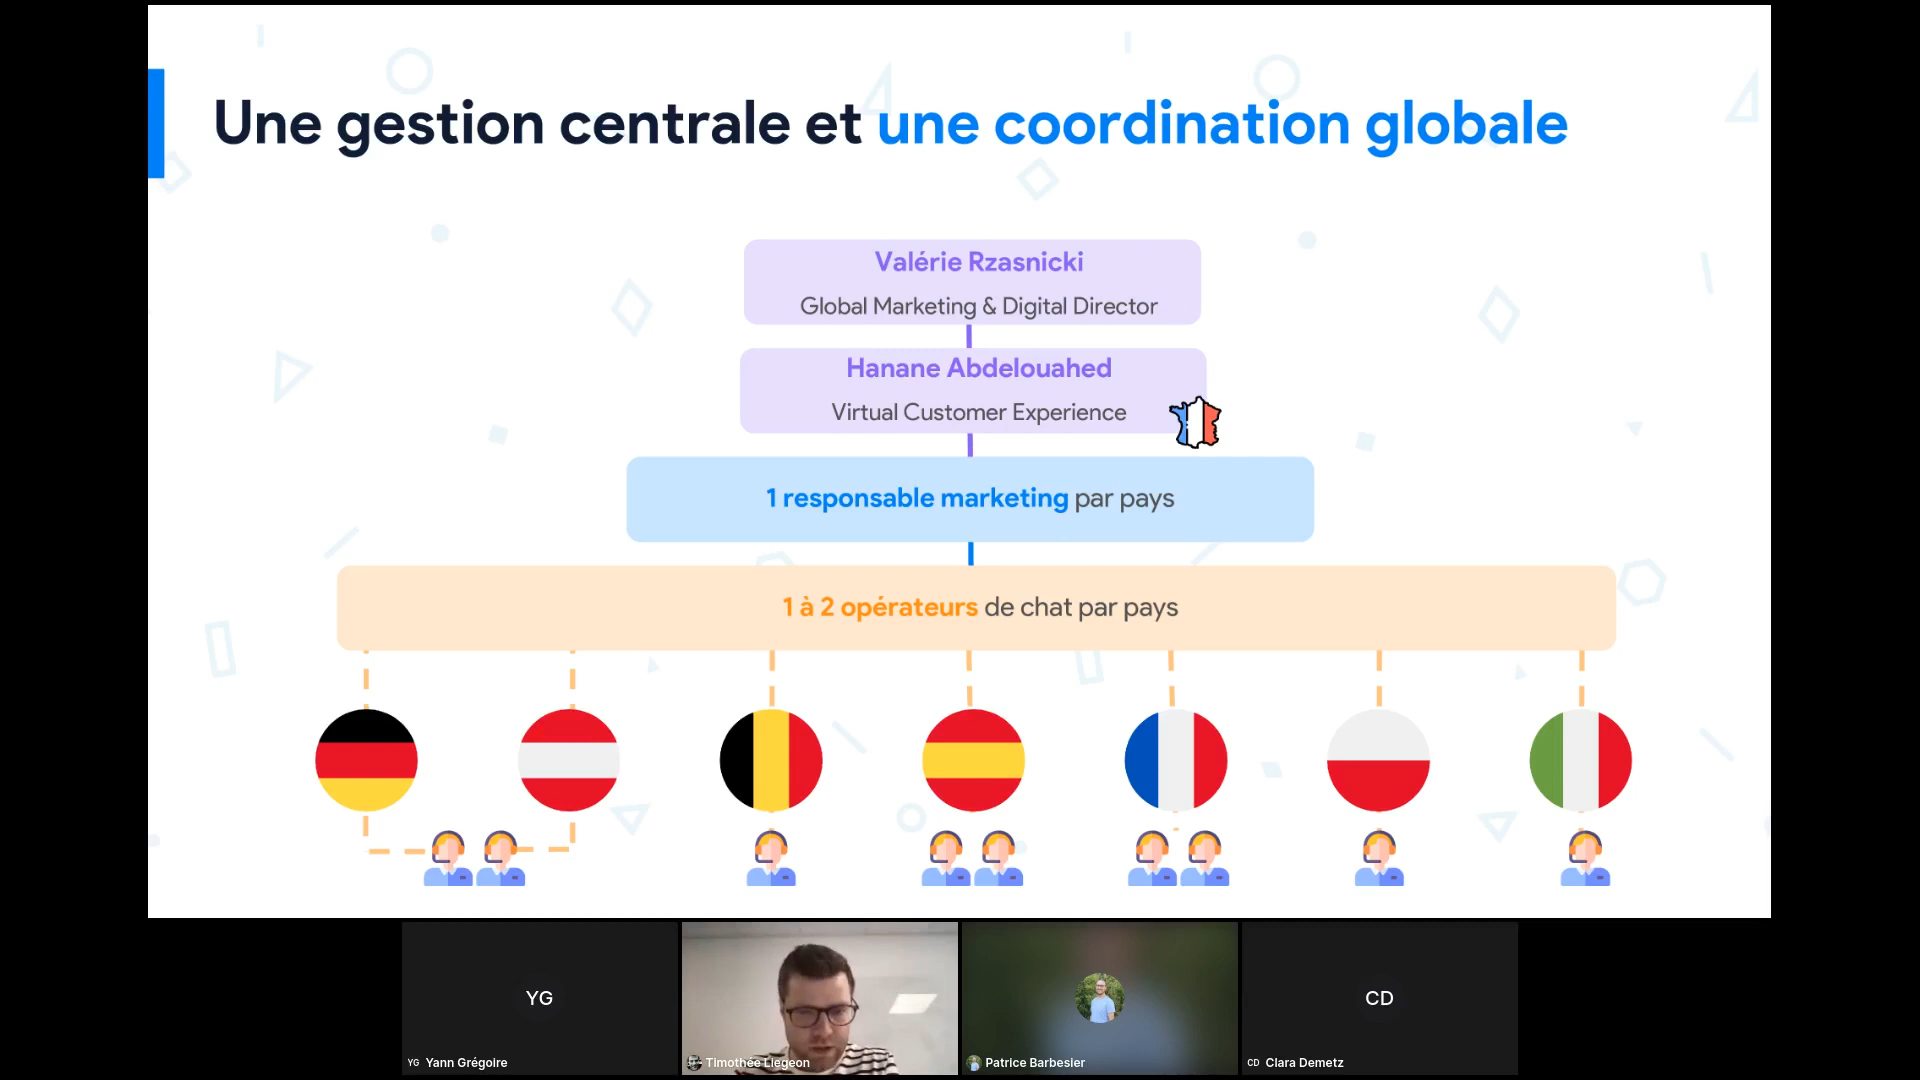 Une gestion centrale et une coordination globale
Valérie Rzasnicki
Global Marketing & Digital Director
Hanane Abdelouahed
Virtual Customer Experience
1 responsable marketing par pays
1 à 2 opérateurs de chat par pays
YG
CD
YG Yann Grégoire
Timothée Liegeon
Patrice Barbesier
CD Clara Demetz